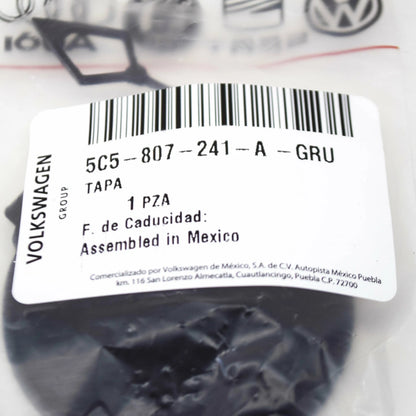 VOLKSWAGEN
GROUP
5C5-807-241-A -GRU
TAPA
1 PZA
F. de Caducidad:
Assembled in Mexico
Comercializado por Volkswagen de México, S.A. de C.V. Autopista México Puebla
km. 116 San Lorenzo Almecatla, Cuautlancingo, Puebla C.P. 72700